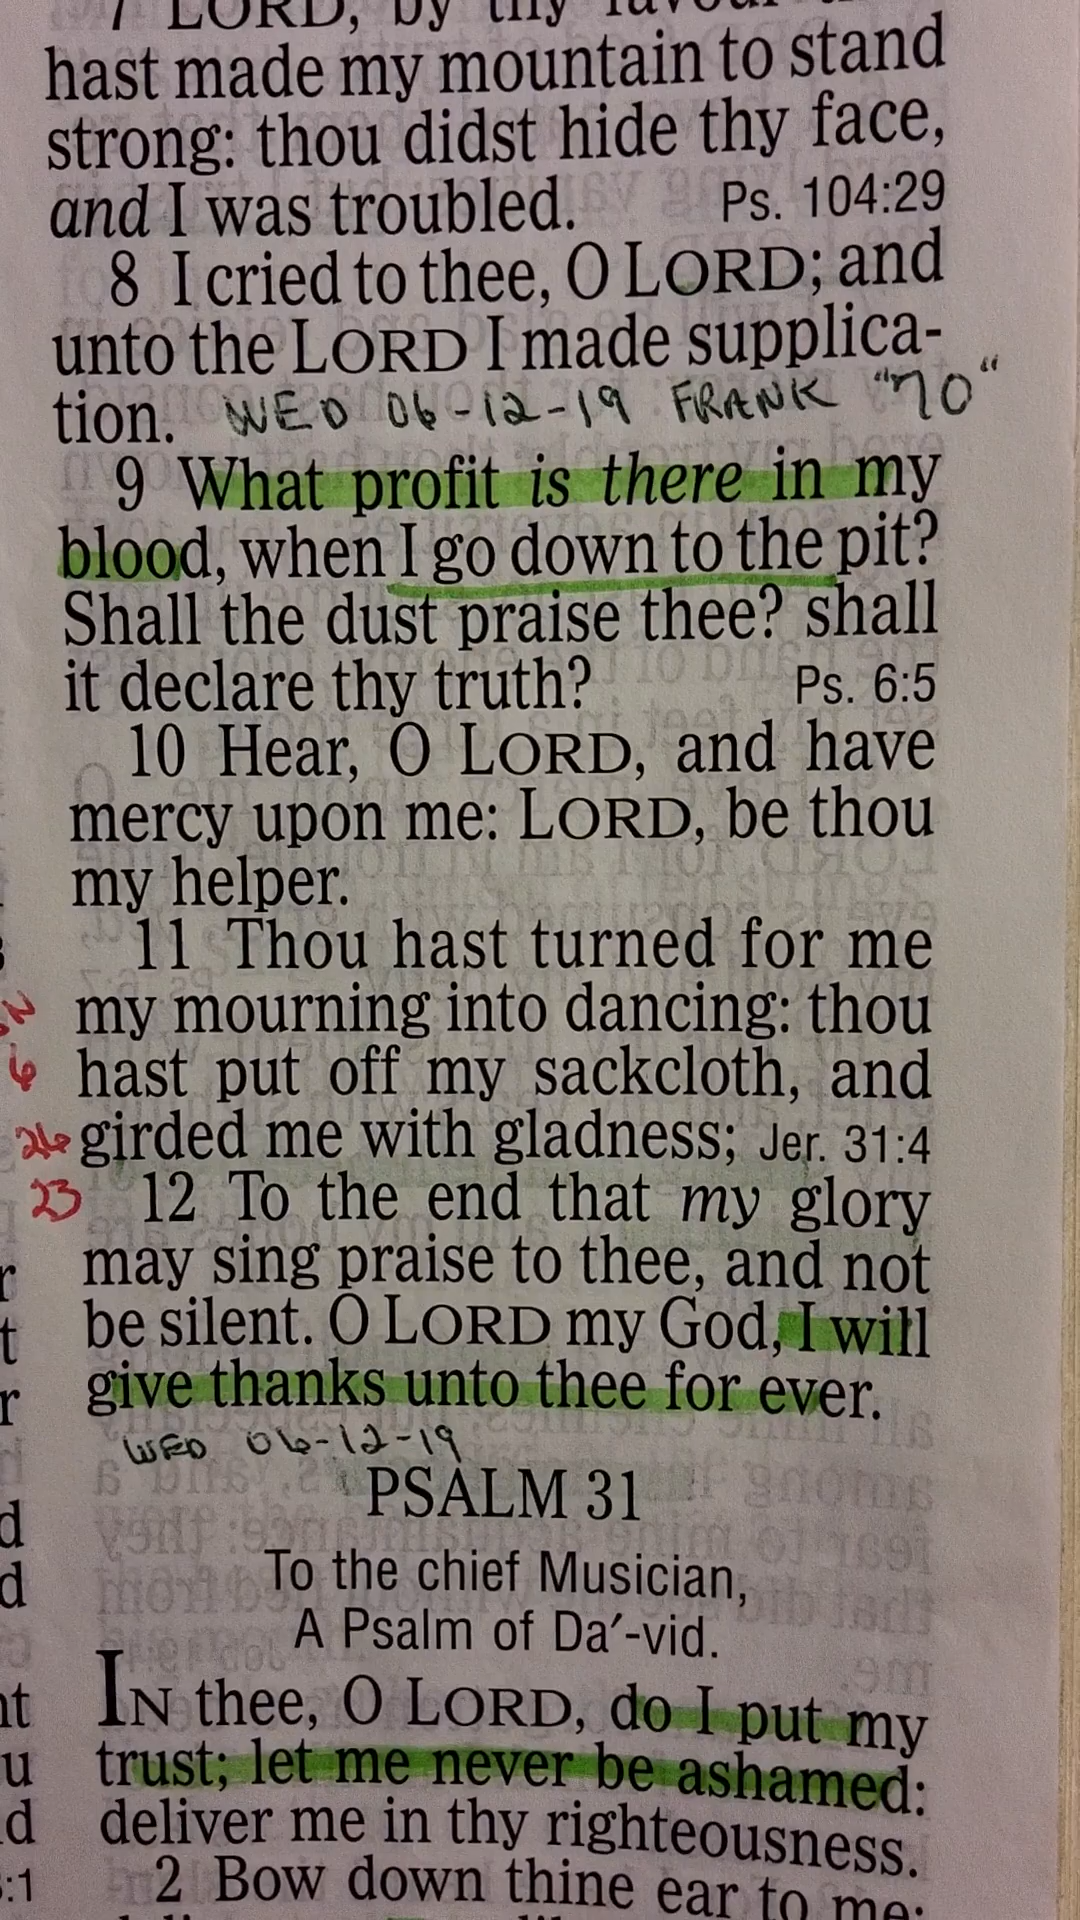 7 LORD, by thy favour
hast made my mountain to stand
strong: thou didst hide thy face,
and I was troubled. Ps. 104:29
8 I cried to thee, O LORD; and
unto the LORD I made supplica-
tion. WED 06-12-19 FRANK "70"
9 What profit is there in my
blood, when I go down to the pit?
Shall the dust praise thee? shall
it declare thy truth? Ps. 6:5
10 Hear, O LORD, and have
mercy upon me: LORD, be thou
my helper.
11 Thou hast turned for me
my mourning into dancing: thou
6 hast put off my sackcloth, and
26 girded me with gladness; Jer. 31:4
23 12 To the end that my glory
may sing praise to thee, and not
be silent. O LORD my God, I will
give thanks unto thee for ever.
WED 06-12-19
PSALM 31
To the chief Musician,
A Psalm of Da′-vid.
IN thee, O LORD, do I put my
trust; let me never be ashamed:
deliver me in thy righteousness.
:1 2 Bow down thine ear to me: